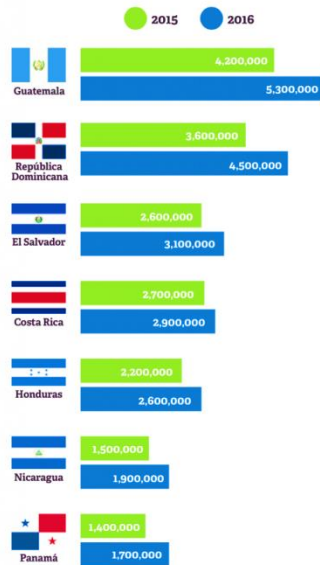 2015 2016
4,200,000
Guatemala
5,300,000
3,600,000
República
Dominicana
4,500,000
2,600,000
El Salvador
3,100,000
2,700,000
Costa Rica
2,900,000
2,200,000
Honduras
2,600,000
1,500,000
Nicaragua
1,900,000
1,400,000
Panamá
1,700,000